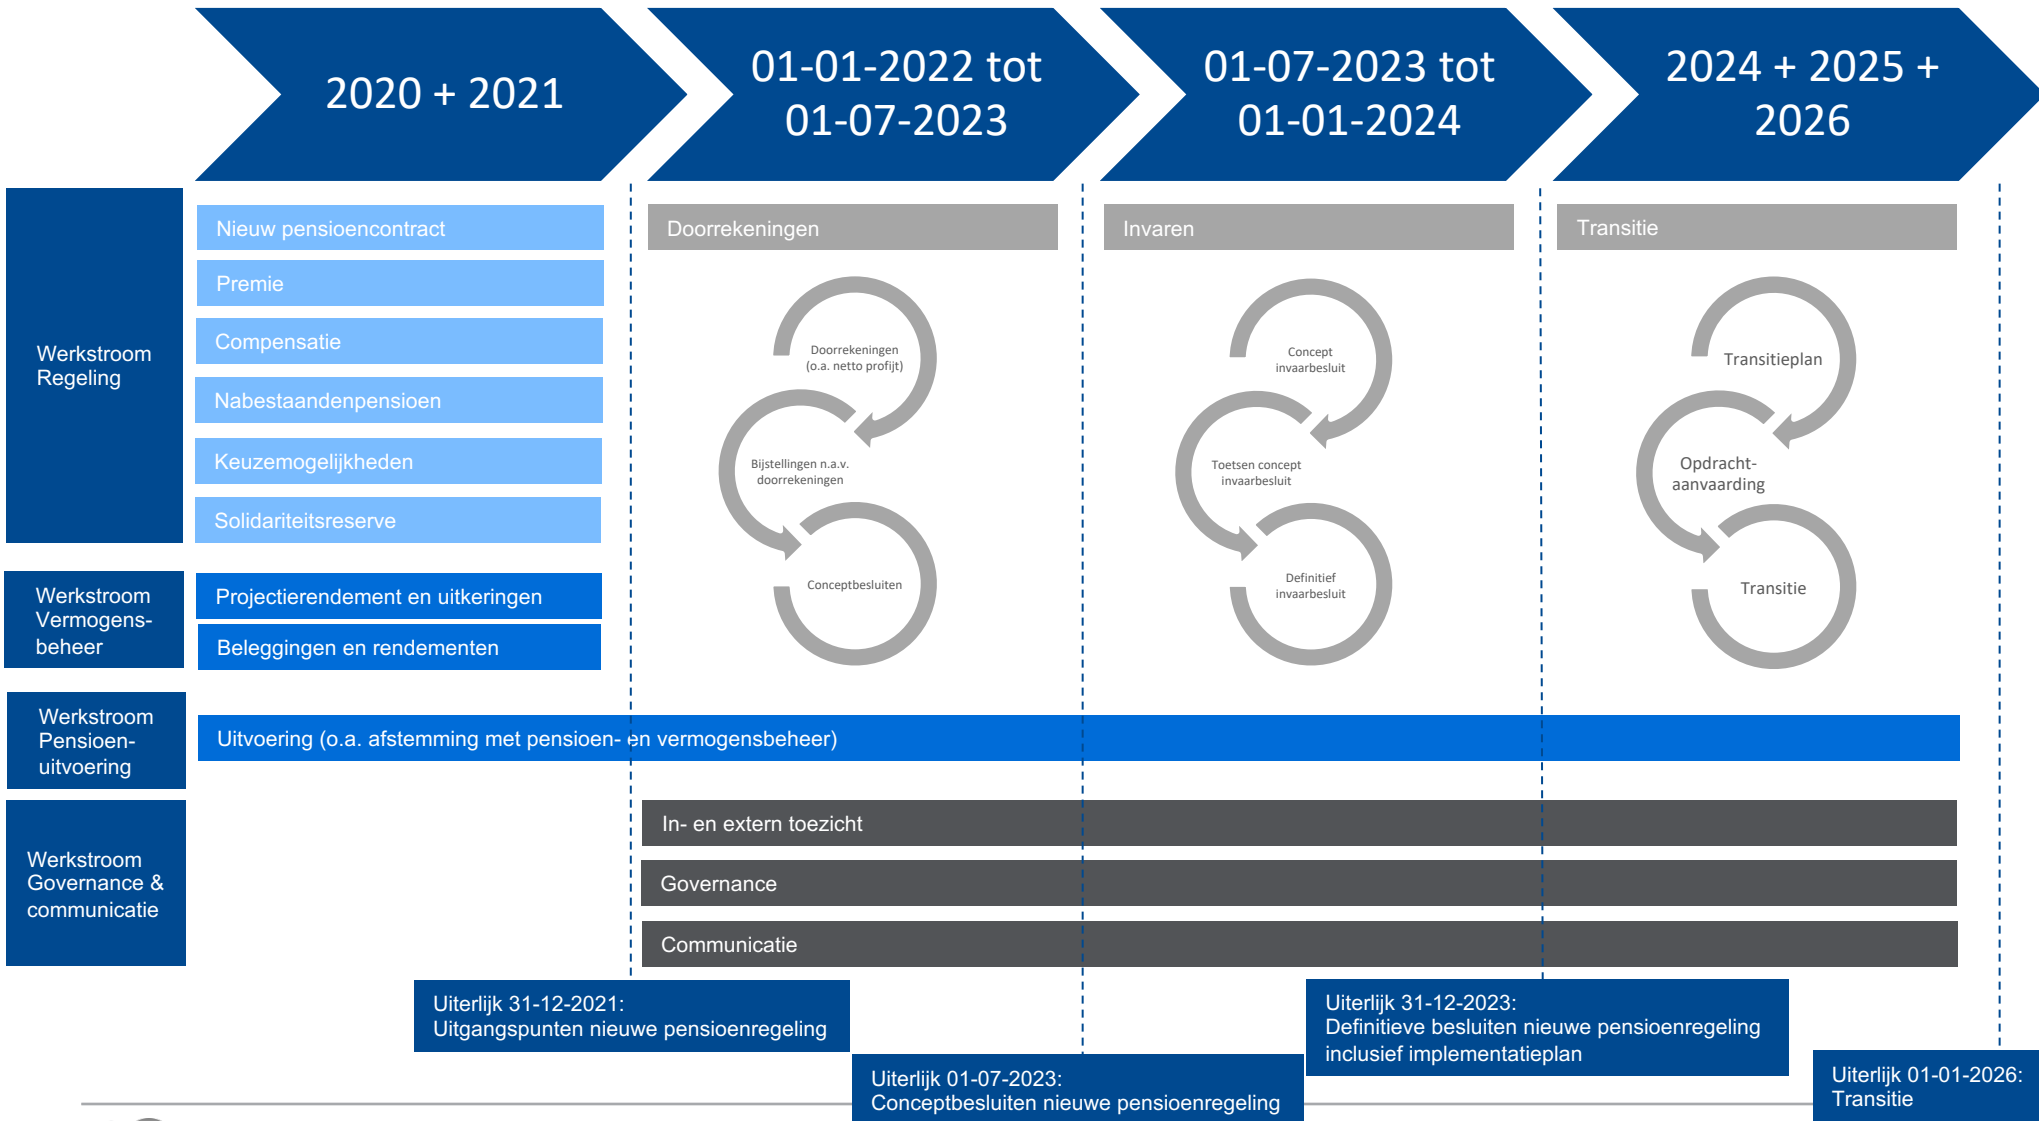 2020 + 2021
01-01-2022 tot
01-07-2023
01-07-2023 tot
01-01-2024
2024 + 2025 +
2026
Werkstroom
Regeling
Nieuw pensioencontract
Premie
Compensatie
Nabestaandenpensioen
Keuzemogelijkheden
Solidariteitsreserve
Doorrekeningen
Doorrekeningen
(o.a. netto profijt)
Bijstellingen n.a.v.
doorrekeningen
Conceptbesluiten
Invaren
Concept
invaarbesluit
Toetsen concept
invaarbesluit
Definitief
invaarbesluit
Transitie
Transitieplan
Opdracht-
aanvaarding
Transitie
Werkstroom
Vermogens-
beheer
Projectierendement en uitkeringen
Beleggingen en rendementen
Werkstroom
Pensioen-
uitvoering
Uitvoering (o.a. afstemming met pensioen- en vermogensbeheer)
Werkstroom
Governance &
communicatie
In- en extern toezicht
Governance
Communicatie
Uiterlijk 31-12-2021:
Uitgangspunten nieuwe pensioenregeling
Uiterlijk 01-07-2023:
Conceptbesluiten nieuwe pensioenregeling
Uiterlijk 31-12-2023:
Definitieve besluiten nieuwe pensioenregeling
inclusief implementatieplan
Uiterlijk 01-01-2026:
Transitie